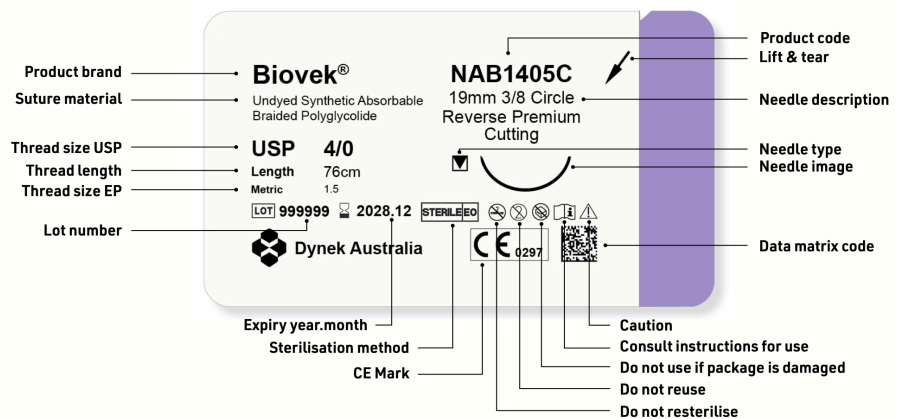 Product code
Lift & tear
Product brand
Biovek®
NAB1405C
Suture material
Undyed Synthetic Absorbable
Braided Polyglycolide
19mm 3/8 Circle
Reverse Premium
Cutting
Needle description
Thread size USP
USP 4/0
Needle type
Thread length
Length 76cm
Needle image
Thread size EP
Metric 1.5
LOT 999999 2028.12 STERILE EO
Lot number
Dynek Australia
CE 0297
Data matrix code
Expiry year.month
Caution
Sterilisation method
Consult instructions for use
CE Mark
Do not use if package is damaged
Do not reuse
Do not resterilise